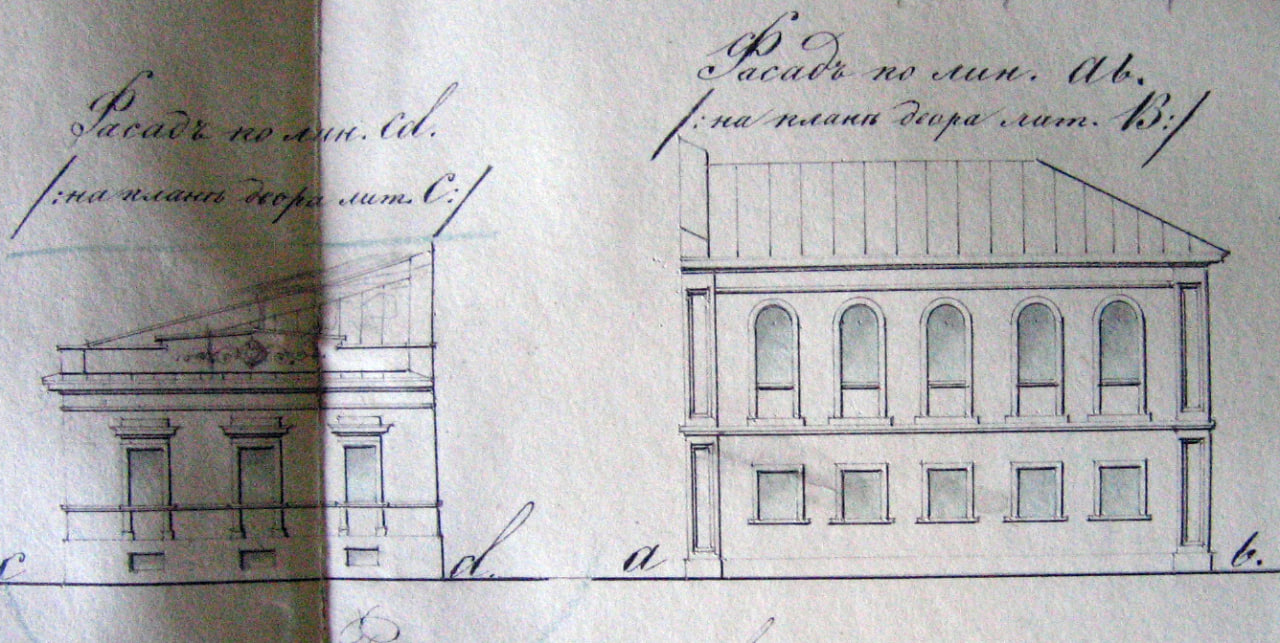 Фасадъ по лин. cd.
/:на планѣ двора лит. C:/
c
d.
Фасадъ по лин. ab.
/:на планѣ двора лит. B:/
a
b.